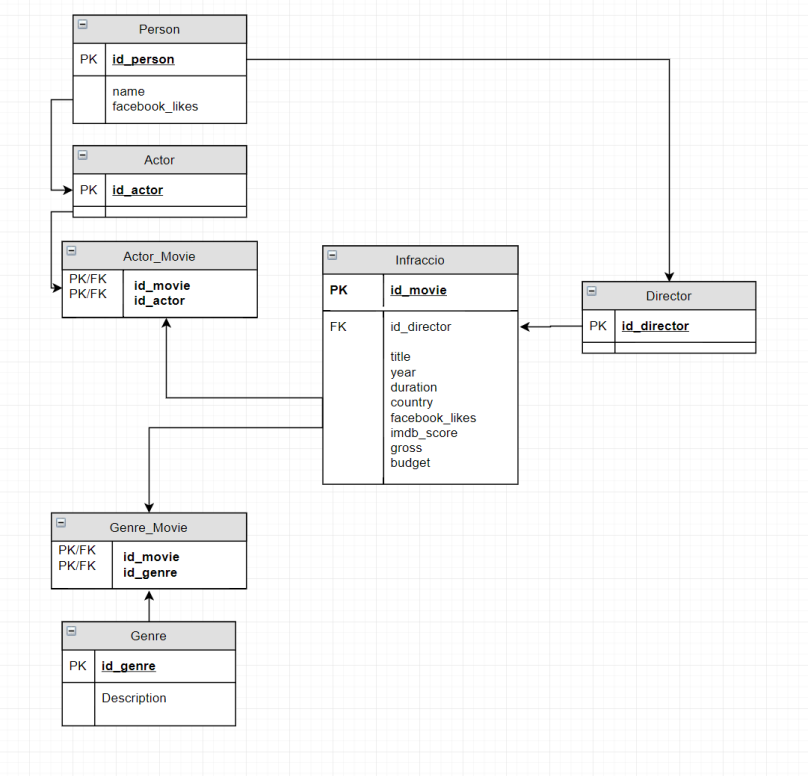 Person
PK id_person
name
facebook_likes
Actor
PK id_actor
Actor_Movie
PK/FK id_movie
PK/FK id_actor
Infraccio
PK id_movie
FK id_director
title
year
duration
country
facebook_likes
imdb_score
gross
budget
Director
PK id_director
Genre_Movie
PK/FK id_movie
PK/FK id_genre
Genre
PK id_genre
Description